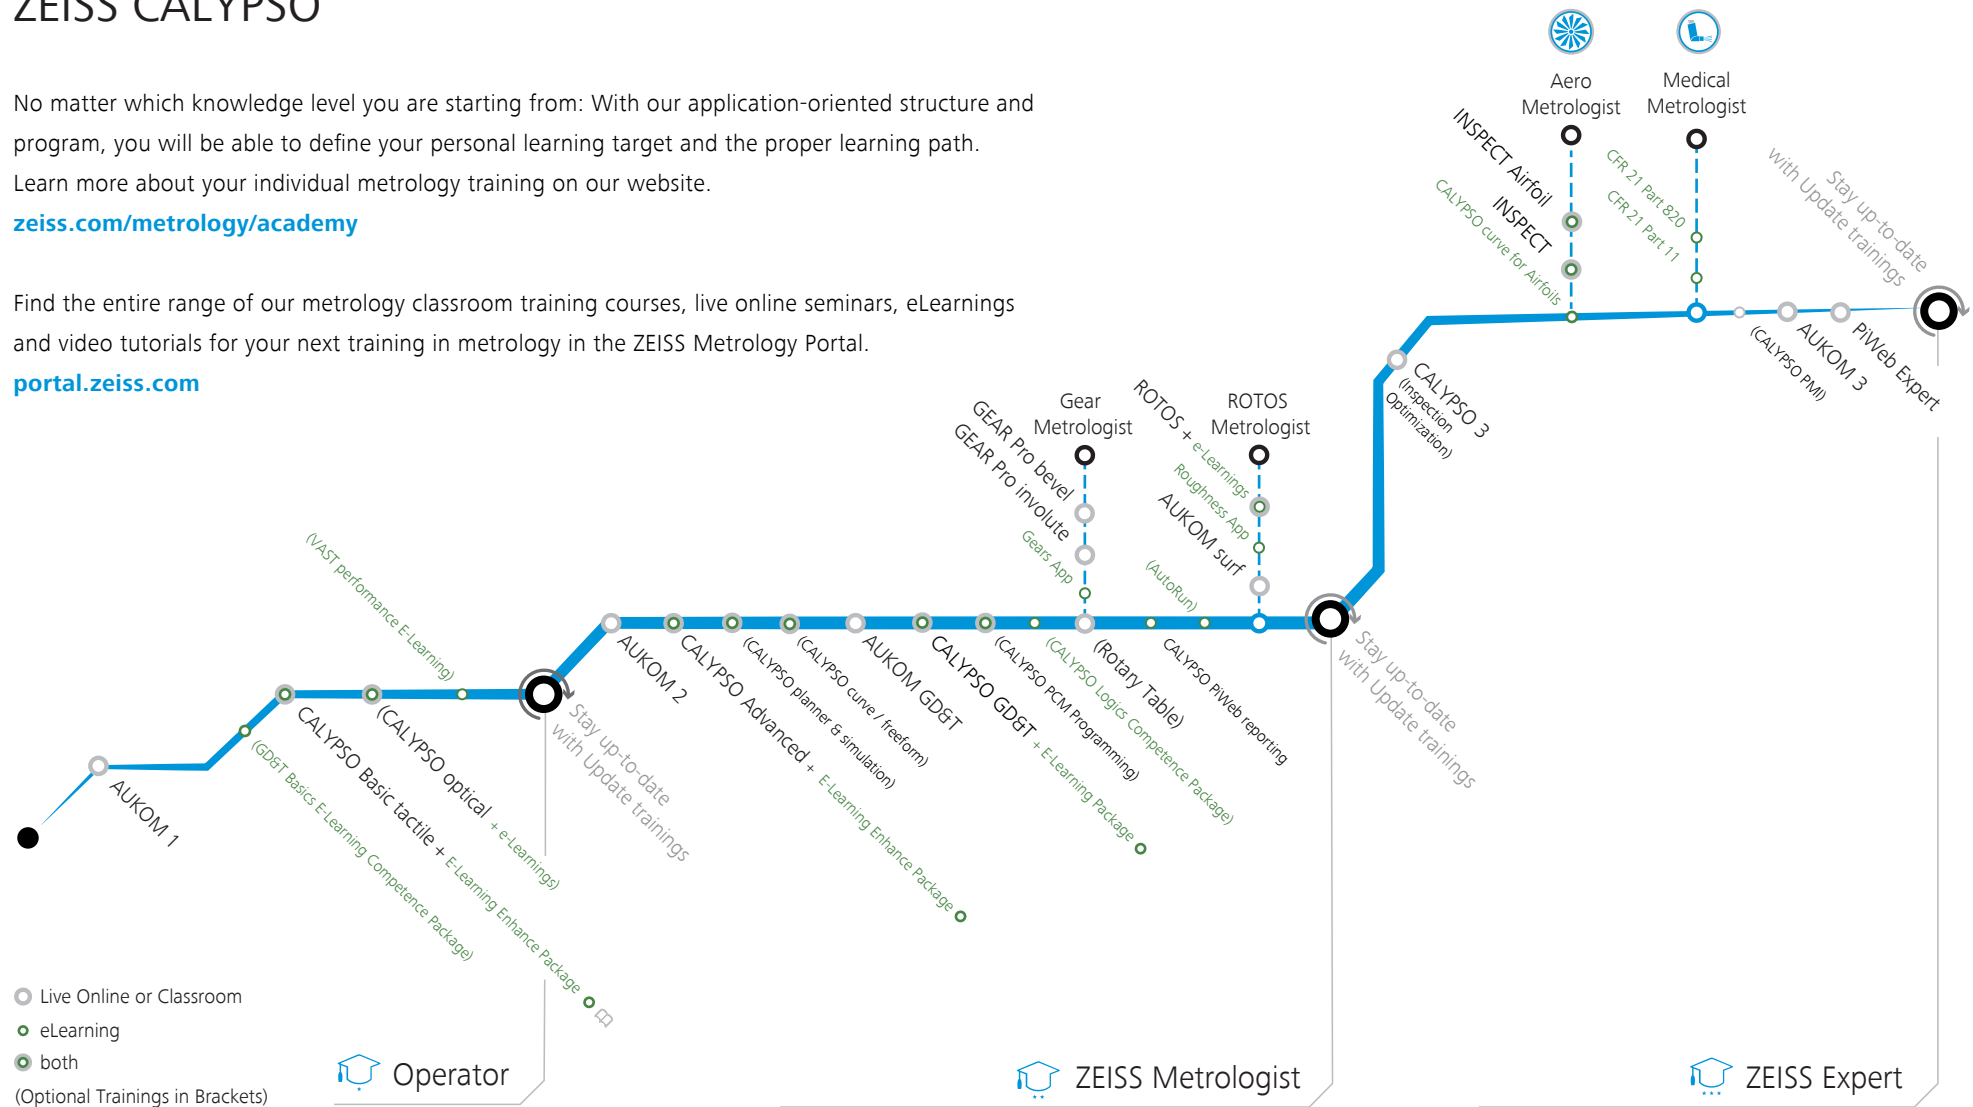 ZEISS CALYPSO
No matter which knowledge level you are starting from: With our application-oriented structure and
program, you will be able to define your personal learning target and the proper learning path.
Learn more about your individual metrology training on our website.
zeiss.com/metrology/academy
Find the entire range of our metrology classroom training courses, live online seminars, eLearnings
and video tutorials for your next training in metrology in the ZEISS Metrology Portal.
portal.zeiss.com
AUKOM 1
(GD&T Basics E-Learning Competence Package)
CALYPSO Basic tactile + E-Learning Enhance Package
(CALYPSO optical + e-Learnings)
(VAST performance E-Learning)
Stay up-to-date
with Update trainings
AUKOM 2
CALYPSO Advanced + E-Learning Enhance Package
(CALYPSO planner & simulation)
(CALYPSO curve / freeform)
AUKOM GD&T
CALYPSO GD&T + E-Learning Package
(CALYPSO PCM Programming)
(CALYPSO Logics Competence Package)
(Rotary Table)
Gear
Metrologist
GEAR Pro bevel
GEAR Pro involute
Gears App
CALYPSO PiWeb reporting
(AutoRun)
ROTOS
Metrologist
ROTOS + e-Learnings
Roughness App
AUKOM surf
Stay up-to-date
with Update trainings
CALYPSO 3
(Inspection
Optimization)
Aero
Metrologist
INSPECT Airfoil
INSPECT
CALYPSO curve for Airfoils
Medical
Metrologist
CFR 21 Part 820
CFR 21 Part 11
(CALYPSO PMI)
AUKOM 3
PiWeb Expert
Stay up-to-date
with Update trainings
Live Online or Classroom
eLearning
both
(Optional Trainings in Brackets)
Operator
ZEISS Metrologist
ZEISS Expert